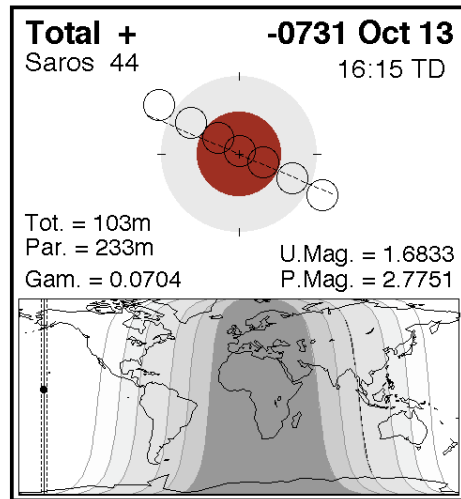 Total + -0731 Oct 13
Saros 44 16:15 TD
Tot. = 103m
Par. = 233m U.Mag. = 1.6833
Gam. = 0.0704 P.Mag. = 2.7751